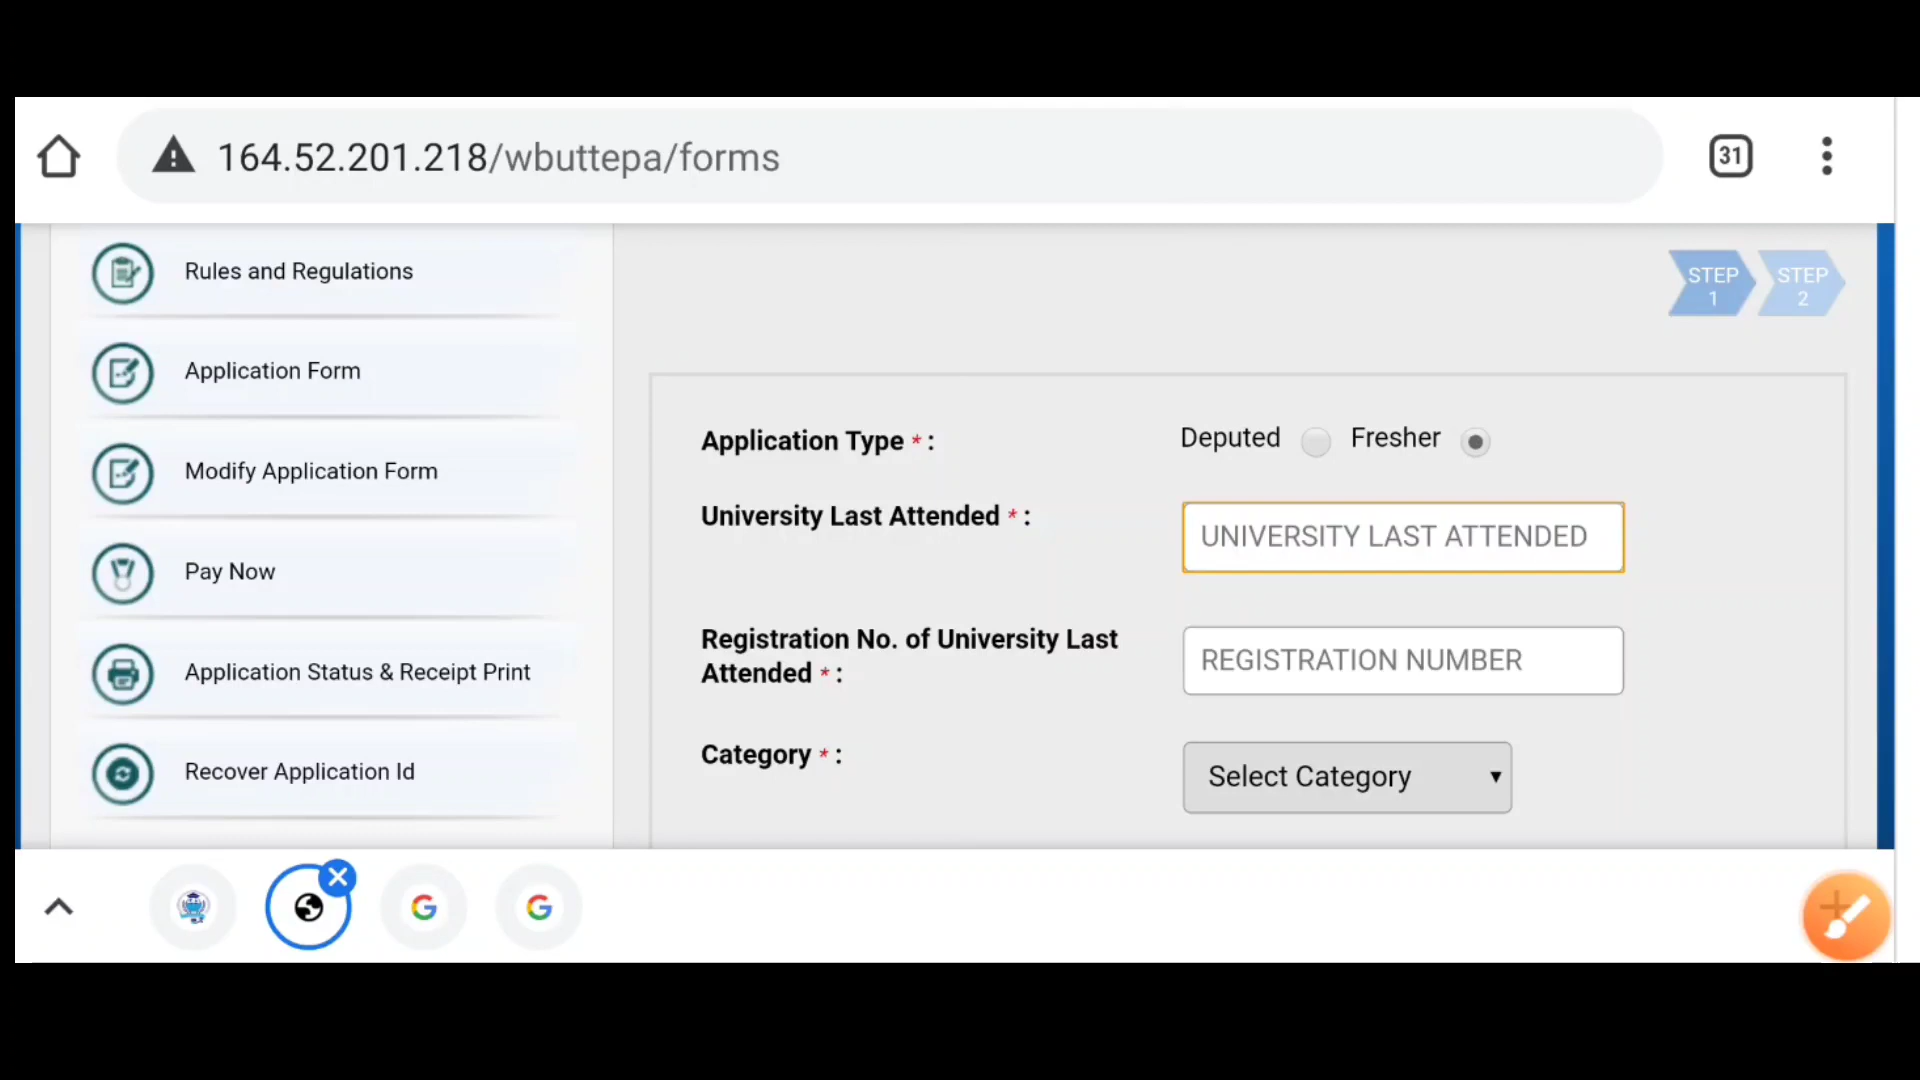 164.52.201.218/wbuttepa/forms
31
Rules and Regulations
Application Form
Modify Application Form
Pay Now
Application Status & Receipt Print
Recover Application Id
STEP
1
STEP
2
Application Type * :
Deputed
Fresher
University Last Attended * :
UNIVERSITY LAST ATTENDED
Registration No. of University Last
Attended * :
REGISTRATION NUMBER
Category * :
Select Category